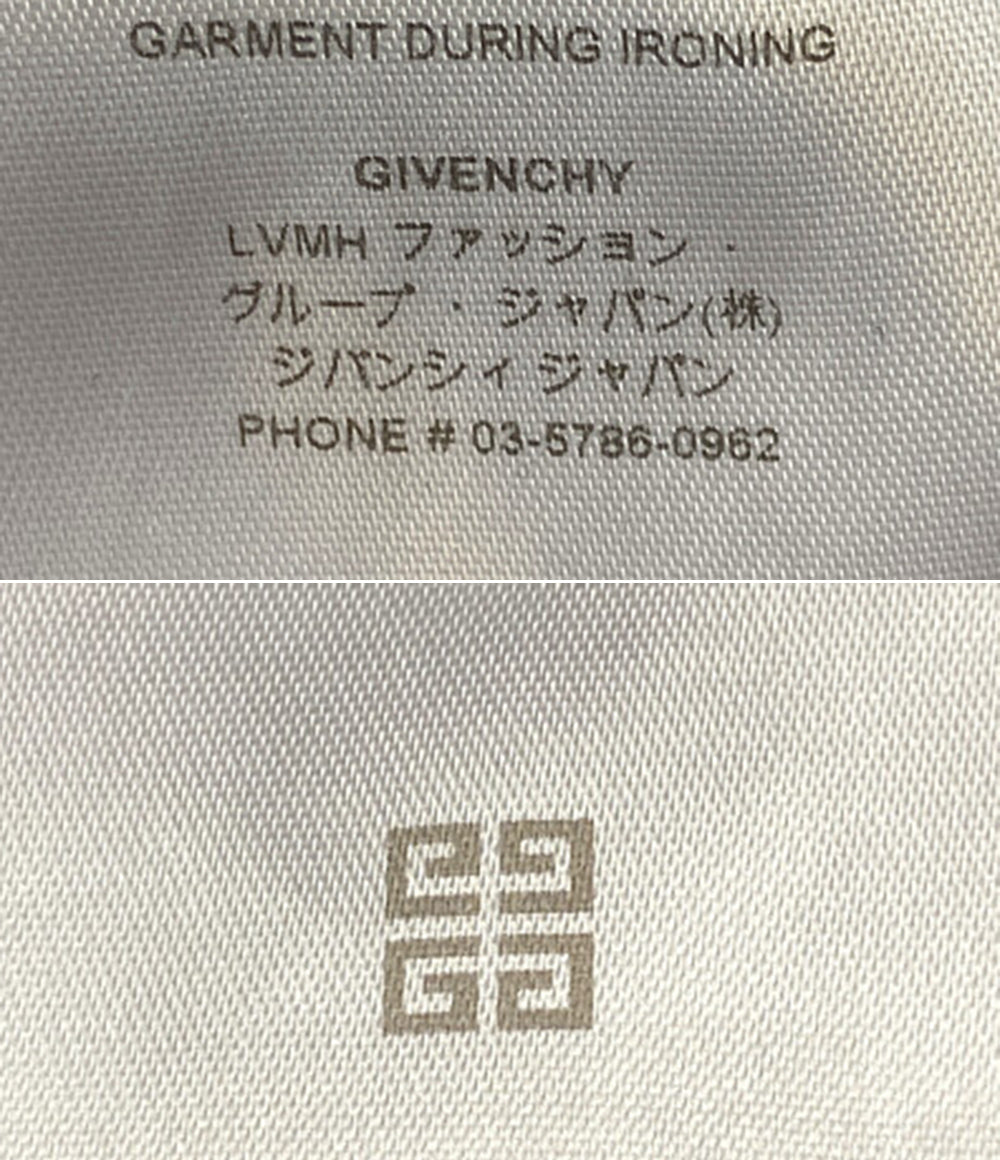 GARMENT DURING IRONING
GIVENCHY
LVMH ファッション ・
グループ ・ ジャパン(株)
ジバンシィ ジャパン
PHONE # 03-5786-0962